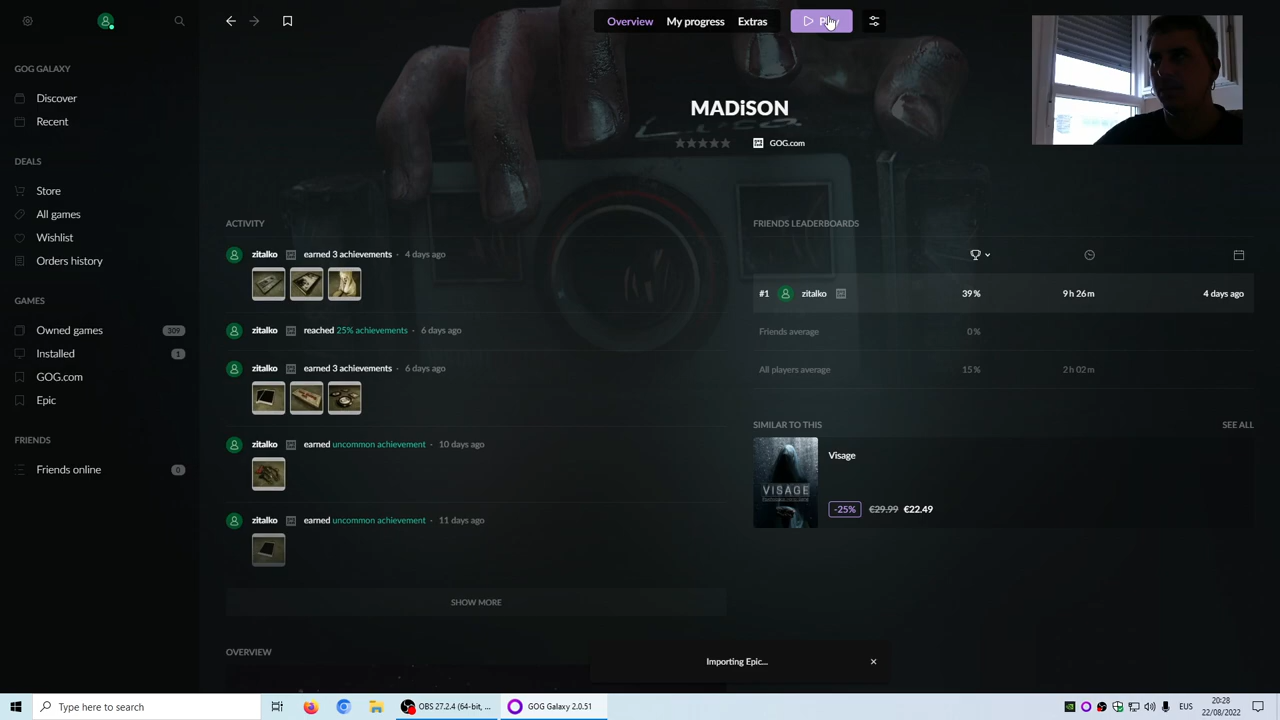 Overview
My progress
Extras
Play
GOG GALAXY
Discover
Recent
DEALS
Store
All games
Wishlist
Orders history
GAMES
Owned games 309
Installed 1
GOG.com
Epic
FRIENDS
Friends online 0
MADiSON
GOG.com
ACTIVITY
zitalko earned 3 achievements · 4 days ago
zitalko reached 25% achievements · 6 days ago
zitalko earned 3 achievements · 6 days ago
zitalko earned uncommon achievement · 10 days ago
zitalko earned uncommon achievement · 11 days ago
SHOW MORE
OVERVIEW
FRIENDS LEADERBOARDS
#1 zitalko 39% 9h 26m 4 days ago
Friends average 0%
All players average 15% 2h 02m
SIMILAR TO THIS SEE ALL
VISAGE
Visage
-25% €29.99 €22.49
Importing Epic...
Type here to search
OBS 27.2.4 (64-bit, ...
GOG Galaxy 2.0.51
EUS
20:28
22/08/2022